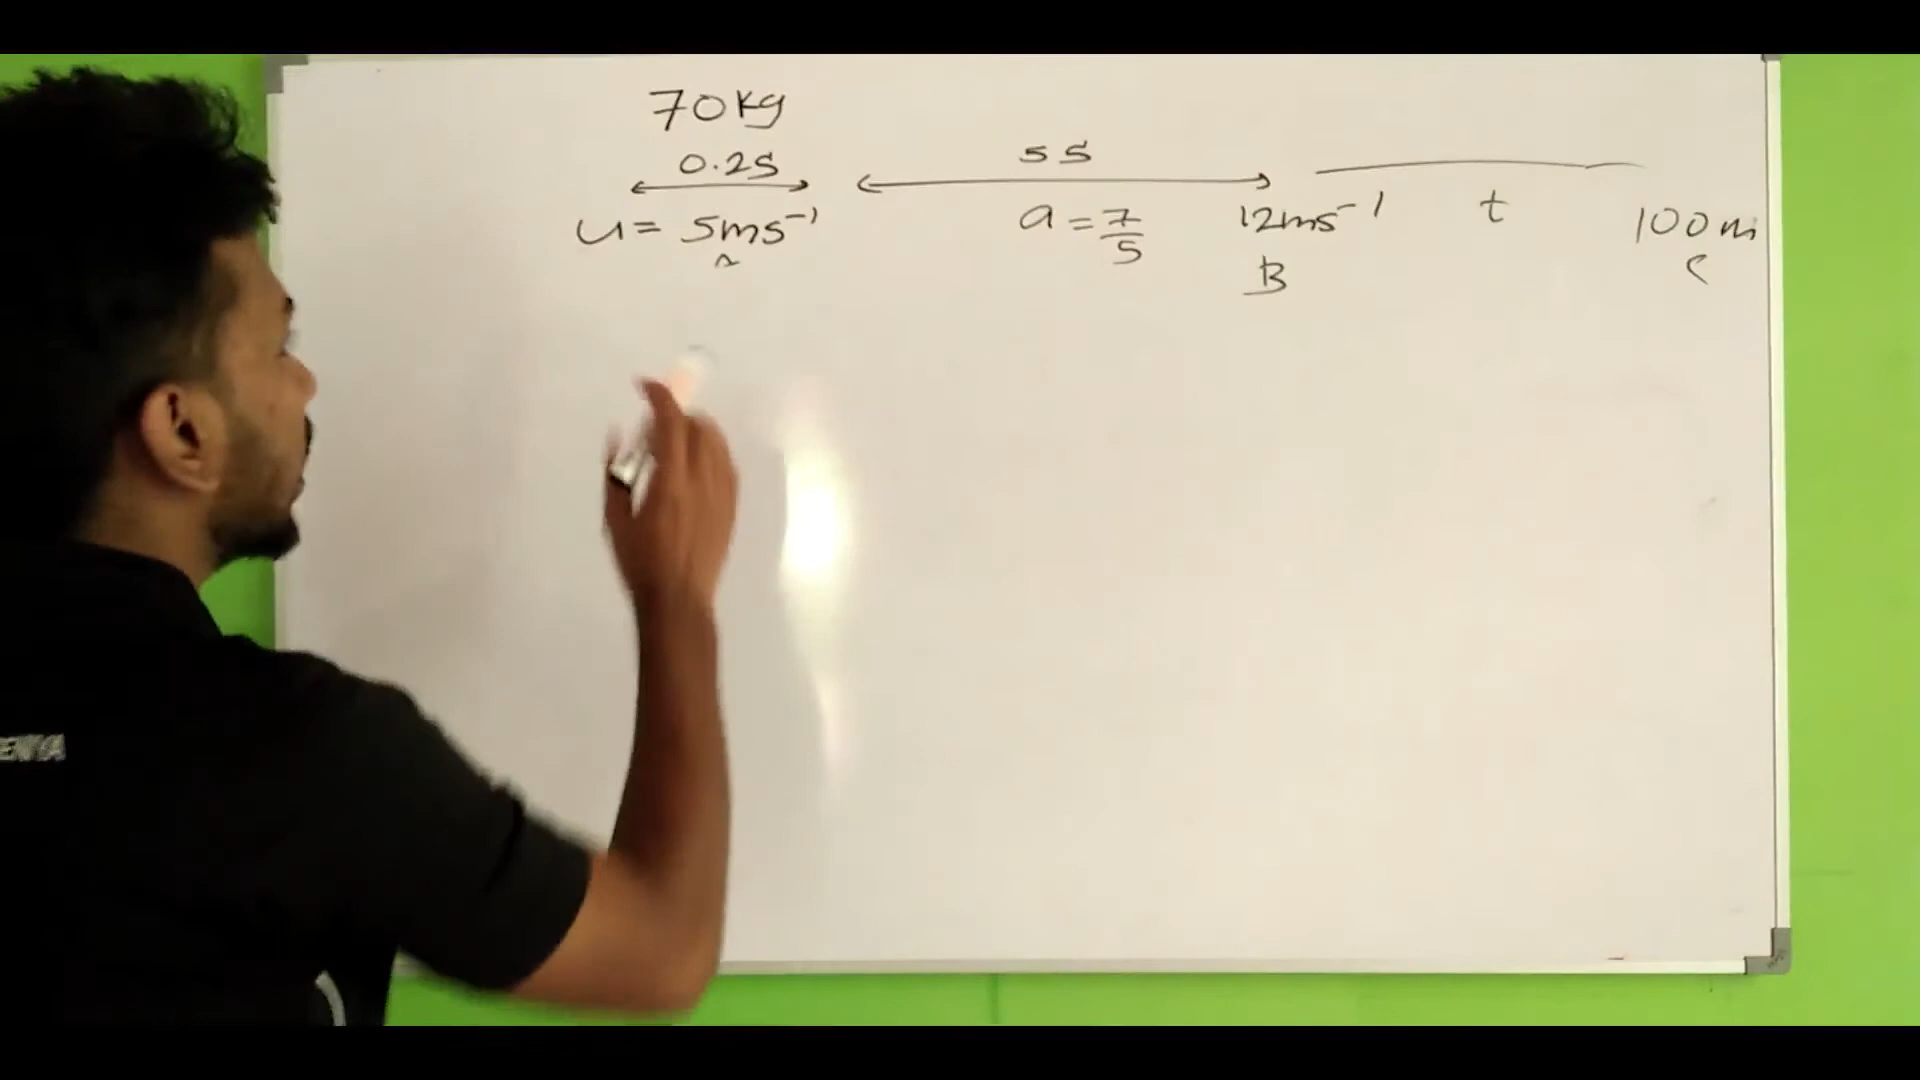 70kg
0.2s
5s
u = 5ms⁻¹
a = 7/5
12ms⁻¹
t
100m
A
B
C